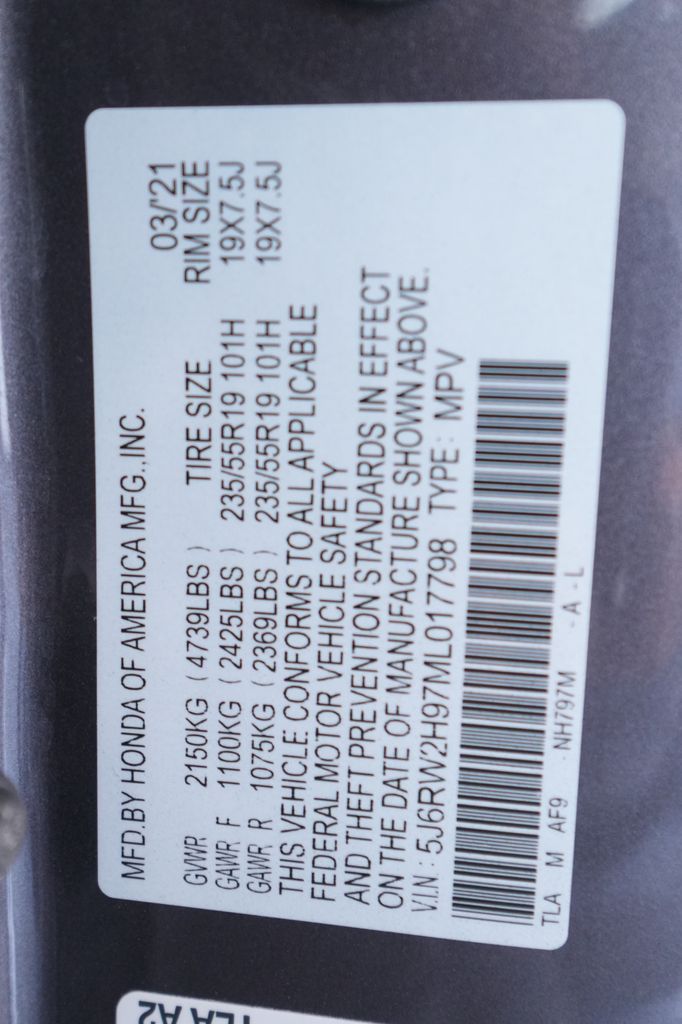 MFD.BY HONDA OF AMERICA MFG.,INC.
03/'21
GVWR 2150KG ( 4739LBS ) TIRE SIZE RIM SIZE
GAWR F 1100KG ( 2425LBS ) 235/55R19 101H 19X7.5J
GAWR R 1075KG ( 2369LBS ) 235/55R19 101H 19X7.5J
THIS VEHICLE CONFORMS TO ALL APPLICABLE
FEDERAL MOTOR VEHICLE SAFETY
AND THEFT PREVENTION STANDARDS IN EFFECT
ON THE DATE OF MANUFACTURE SHOWN ABOVE.
V.I.N : 5J6RW2H97ML017798 TYPE : MPV
TLA M AF9 -NH797M -A -L
TLA A2